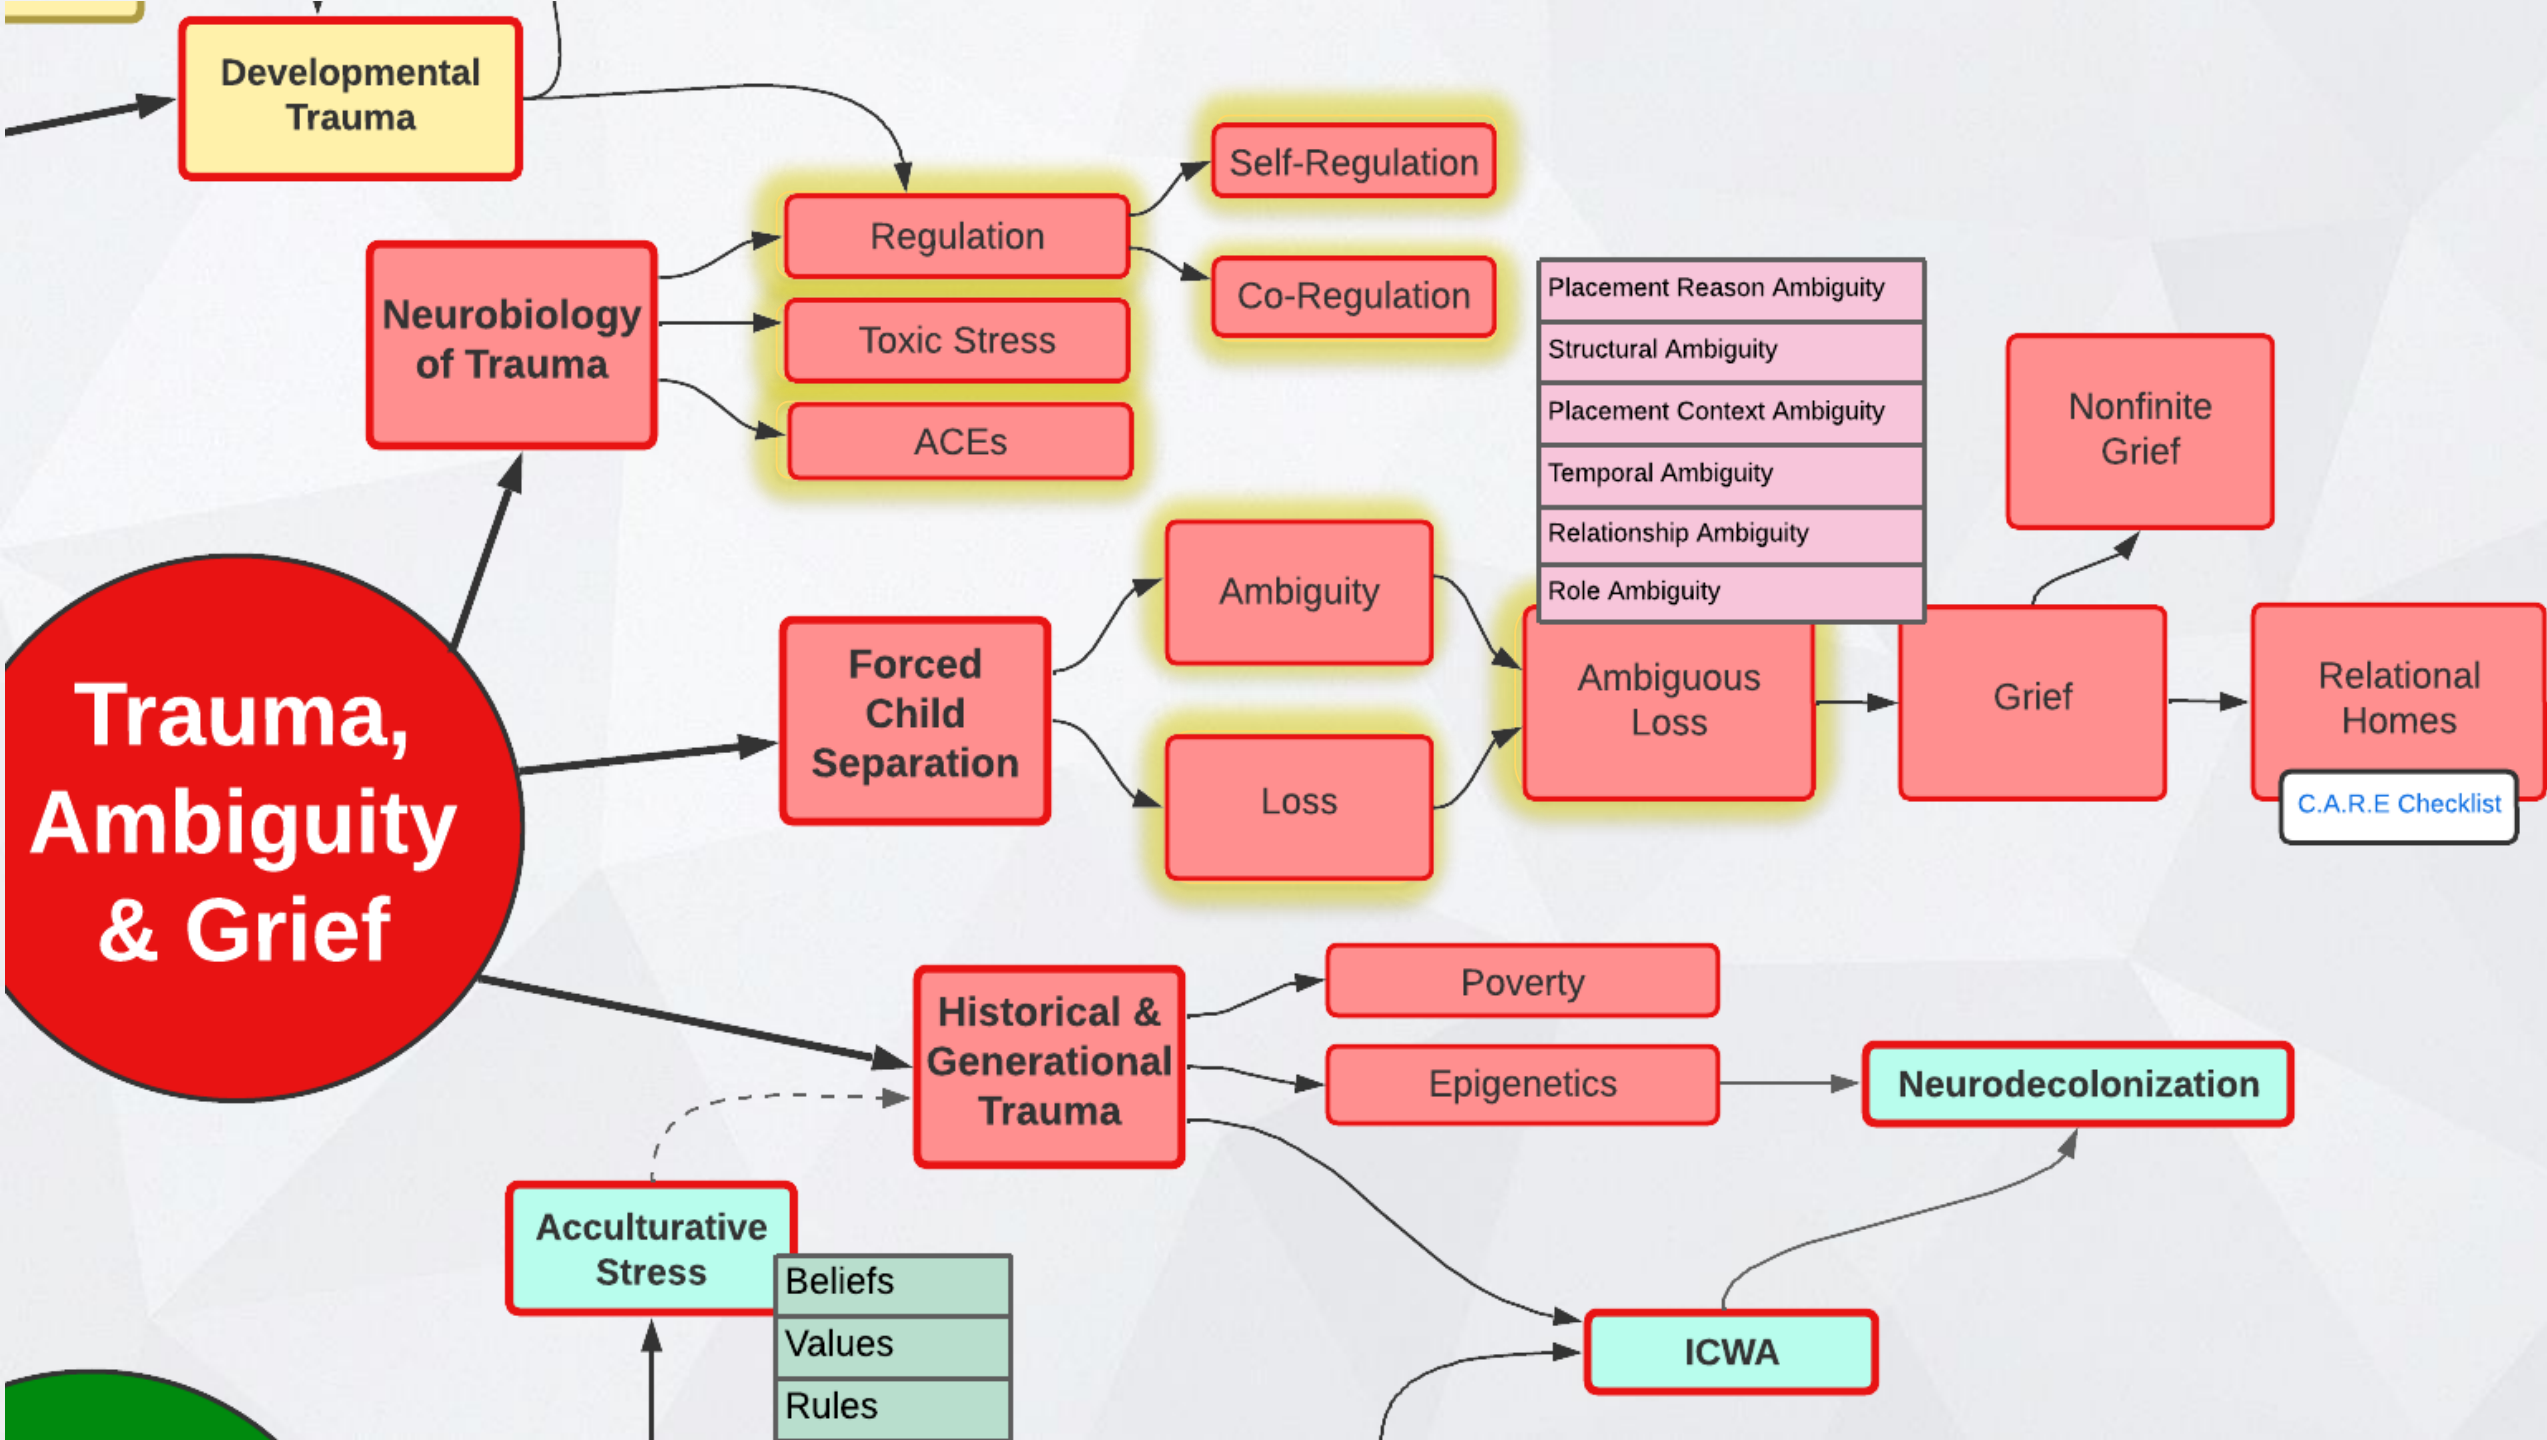 Developmental
Trauma
Self-Regulation
Regulation
Co-Regulation
Neurobiology
of Trauma
Toxic Stress
ACEs
Placement Reason Ambiguity
Structural Ambiguity
Placement Context Ambiguity
Temporal Ambiguity
Relationship Ambiguity
Role Ambiguity
Nonfinite
Grief
Trauma,
Ambiguity
& Grief
Forced
Child
Separation
Ambiguity
Loss
Ambiguous
Loss
Grief
Relational
Homes
C.A.R.E Checklist
Historical &
Generational
Trauma
Poverty
Epigenetics
Neurodecolonization
Acculturative
Stress
Beliefs
Values
Rules
ICWA